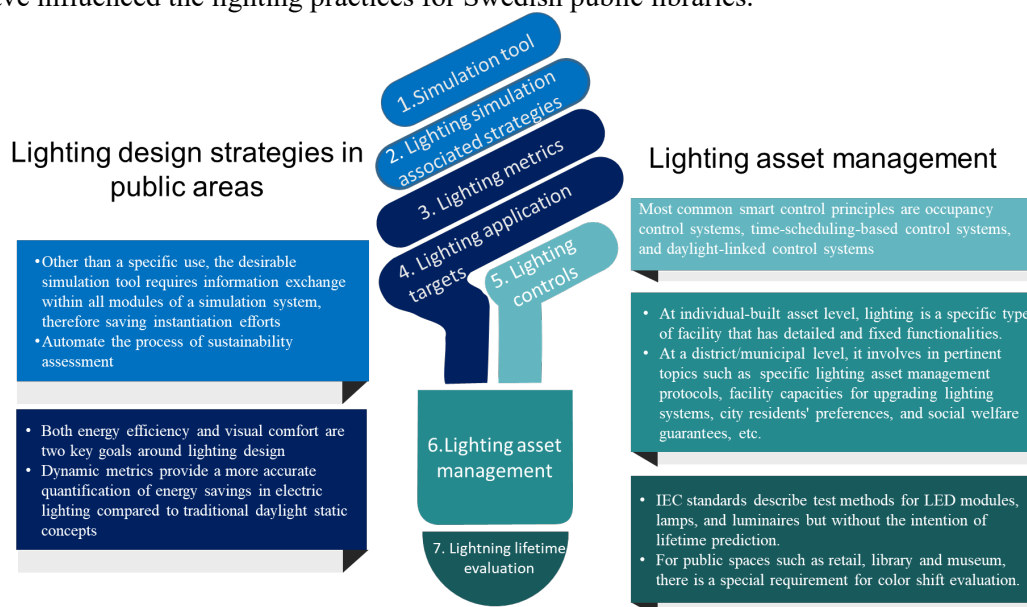 have influenced the lighting practices for Swedish public libraries.
Lighting design strategies in
public areas
•Other than a specific use, the desirable
simulation tool requires information exchange
within all modules of a simulation system,
therefore saving instantiation efforts
•Automate the process of sustainability
assessment
• Both energy efficiency and visual comfort are
two key goals around lighting design
• Dynamic metrics provide a more accurate
quantification of energy savings in electric
lighting compared to traditional daylight static
concepts
1.Simulation tool
2. Lighting simulation
associated strategies
3. Lighting metrics
4. Lighting application
targets
5. Lighting
controls
6.Lighting asset
management
7. Lightning lifetime
evaluation
Lighting asset management
Most common smart control principles are occupancy
control systems, time-scheduling-based control systems,
and daylight-linked control systems
• At individual-built asset level, lighting is a specific type
of facility that has detailed and fixed functionalities.
• At a district/municipal level, it involves in pertinent
topics such as specific lighting asset management
protocols, facility capacities for upgrading lighting
systems, city residents' preferences, and social welfare
guarantees, etc.
• IEC standards describe test methods for LED modules,
lamps, and luminaires but without the intention of
lifetime prediction.
• For public spaces such as retail, library and museum,
there is a special requirement for color shift evaluation.